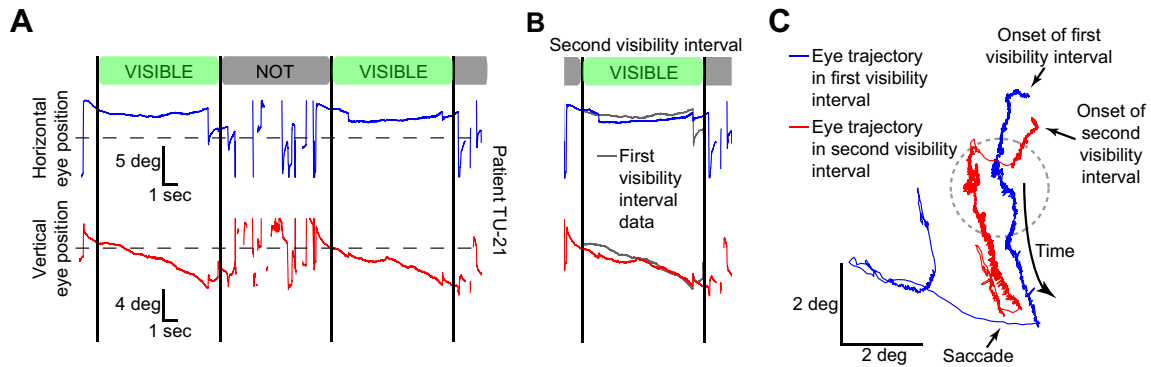 A
VISIBLE
NOT
VISIBLE
Horizontal
eye position
5 deg
1 sec
Vertical
eye position
4 deg
1 sec
Patient TU-21
B
Second visibility interval
VISIBLE
First
visibility
interval
data
C
Eye trajectory
in first visibility
interval
Eye trajectory
in second visibility
interval
Onset of first
visibility interval
Onset of
second
visibility
interval
Time
2 deg
2 deg
Saccade